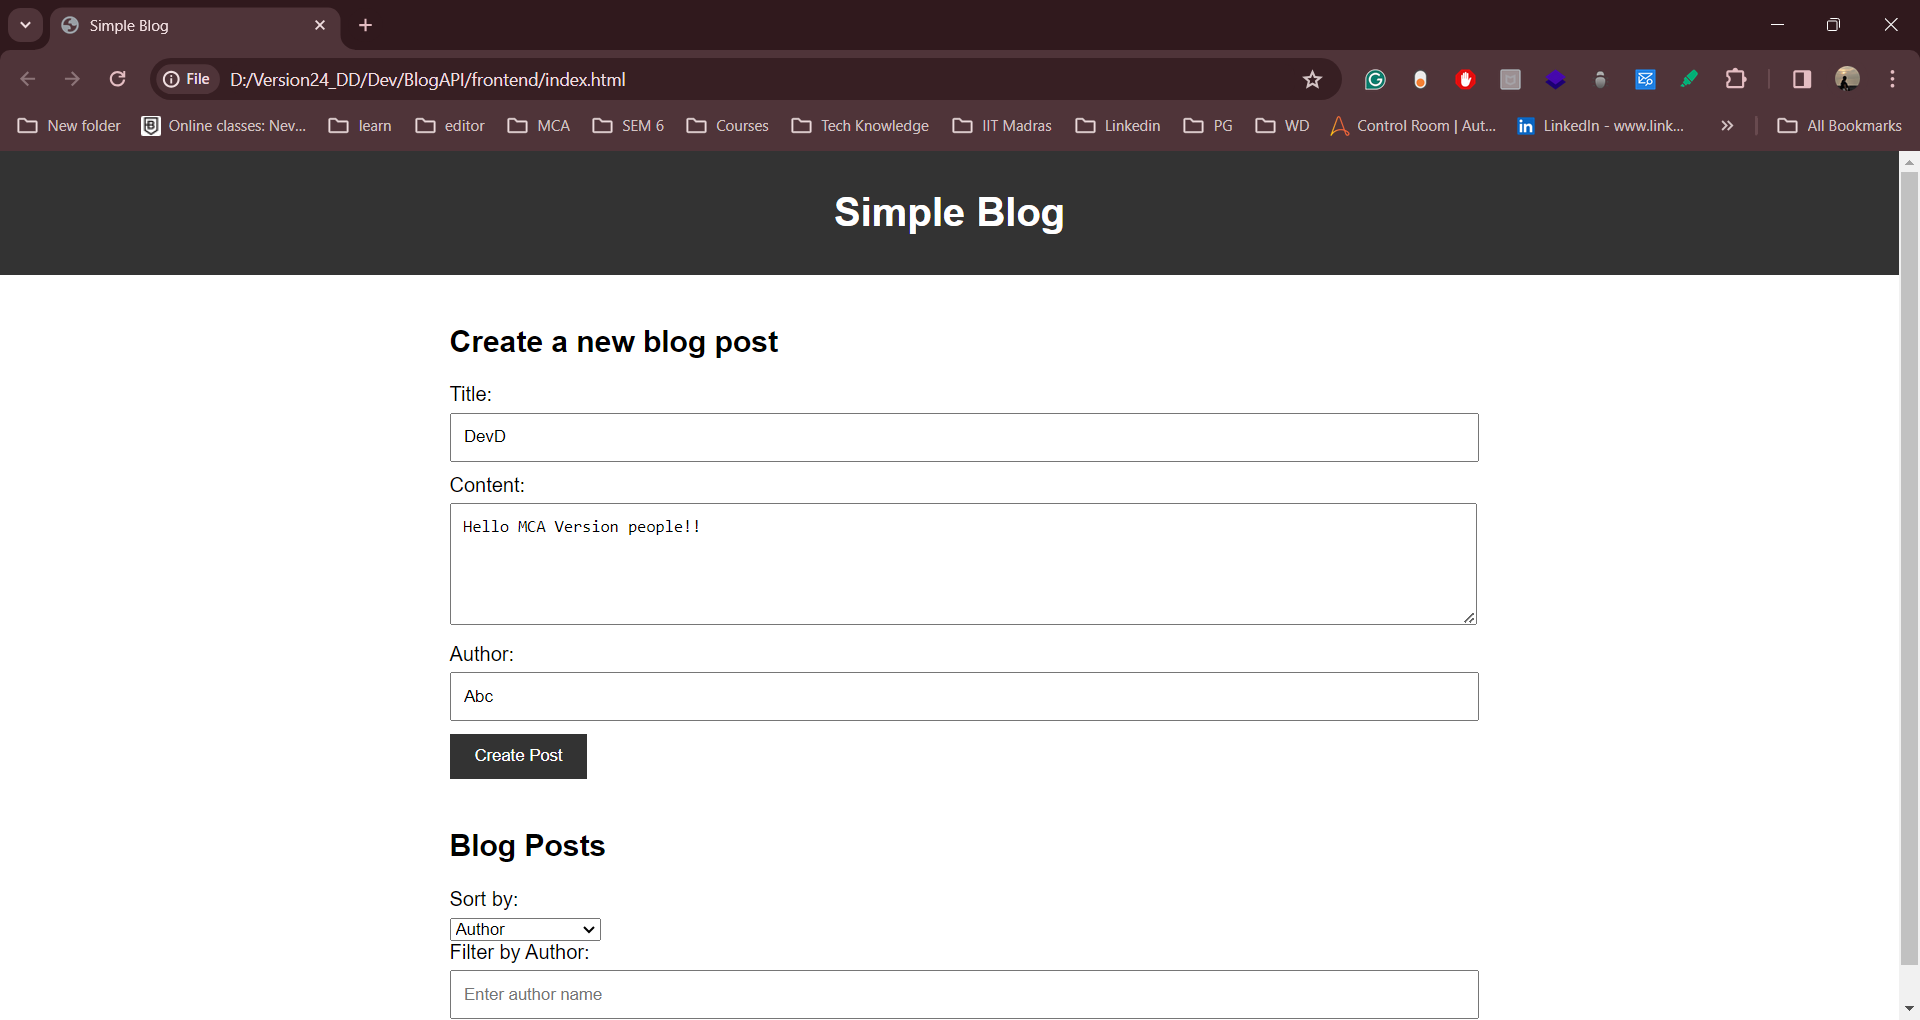 Simple Blog
File D:/Version24_DD/Dev/BlogAPI/frontend/index.html
New folder Online classes: Nev... learn editor MCA SEM 6 Courses Tech Knowledge IIT Madras Linkedin PG WD Control Room | Aut... LinkedIn - www.link... All Bookmarks
Simple Blog
Create a new blog post
Title:
DevD
Content:
Hello MCA Version people!!
Author:
Abc
Create Post
Blog Posts
Sort by:
Author
Filter by Author:
Enter author name